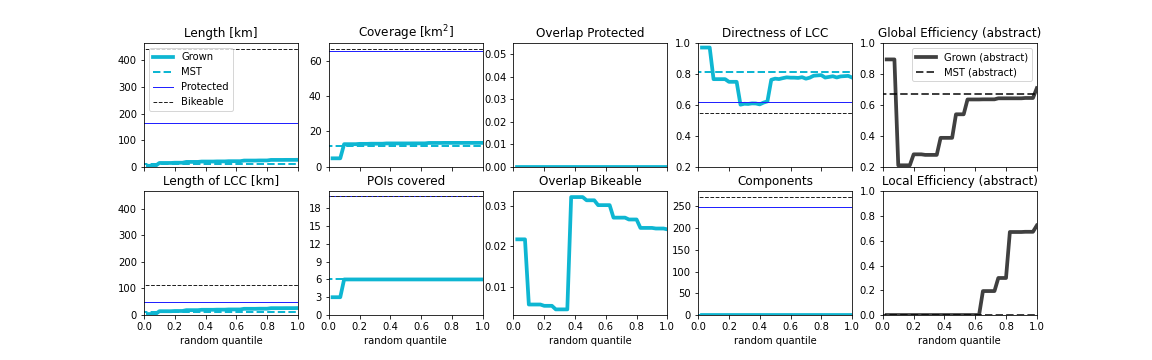 Length [km]
Coverage [km²]
Overlap Protected
Directness of LCC
Global Efficiency (abstract)
400
300
200
100
0
Grown
MST
Protected
Bikeable
60
40
20
0
0.05
0.04
0.03
0.02
0.01
0.00
1.0
0.8
0.6
0.4
0.2
1.0
0.8
0.6
0.4
0.2
Grown (abstract)
MST (abstract)
Length of LCC [km]
POIs covered
Overlap Bikeable
Components
Local Efficiency (abstract)
400
300
200
100
0
18
15
12
9
6
3
0
0.03
0.02
0.01
250
200
150
100
50
0
1.0
0.8
0.6
0.4
0.2
0.0
0.0 0.2 0.4 0.6 0.8 1.0
0.0 0.2 0.4 0.6 0.8 1.0
0.0 0.2 0.4 0.6 0.8 1.0
0.0 0.2 0.4 0.6 0.8 1.0
0.0 0.2 0.4 0.6 0.8 1.0
random quantile
random quantile
random quantile
random quantile
random quantile